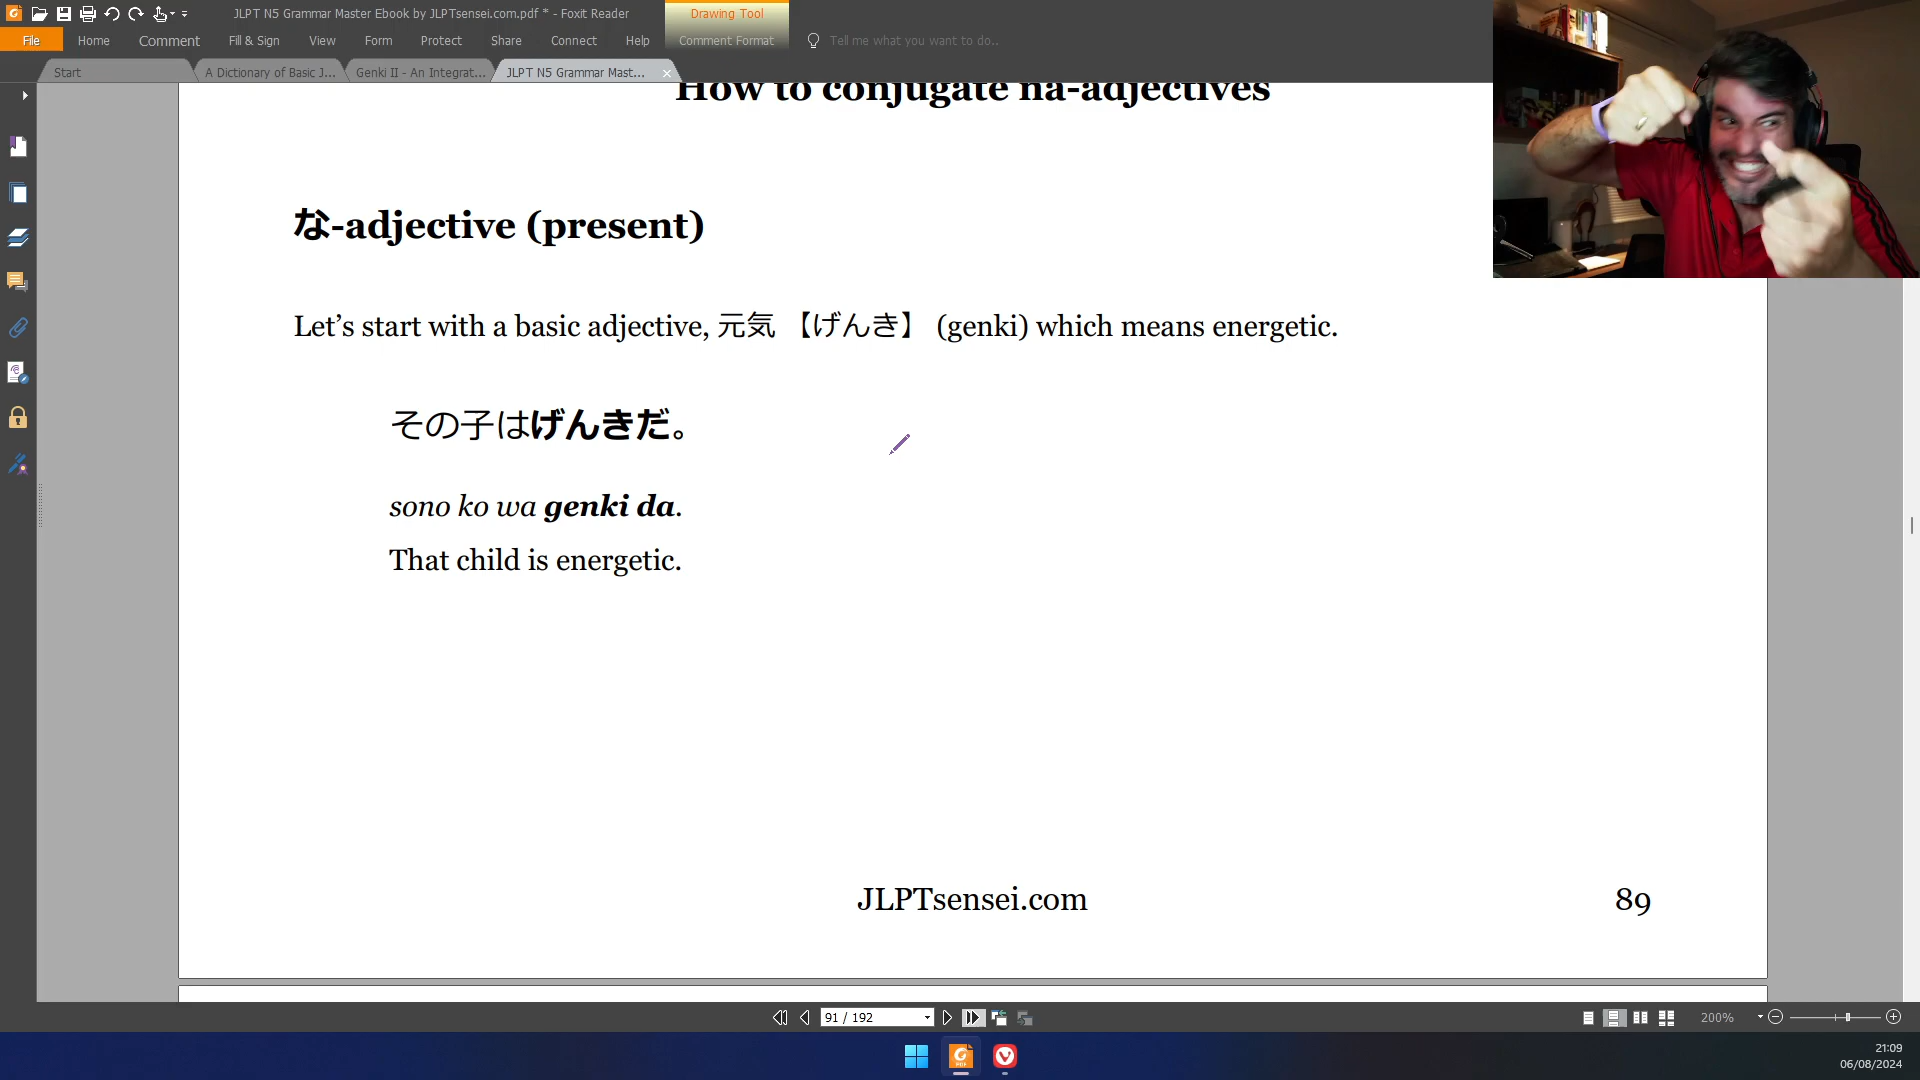 JLPT N5 Grammar Master Ebook by JLPTsensei.com.pdf * - Foxit Reader
Drawing Tool
File
Home
Comment
Fill & Sign
View
Form
Protect
Share
Connect
Help
Comment Format
Tell me what you want to do..
Start
A Dictionary of Basic J...
Genki II - An Integrat...
JLPT N5 Grammar Mast...
How to conjugate na-adjectives
な-adjective (present)
Let’s start with a basic adjective, 元気 【げんき】 (genki) which means energetic.
その子はげんきだ。
sono ko wa genki da.
That child is energetic.
JLPTsensei.com
89
91 / 192
200%
21:09
06/08/2024